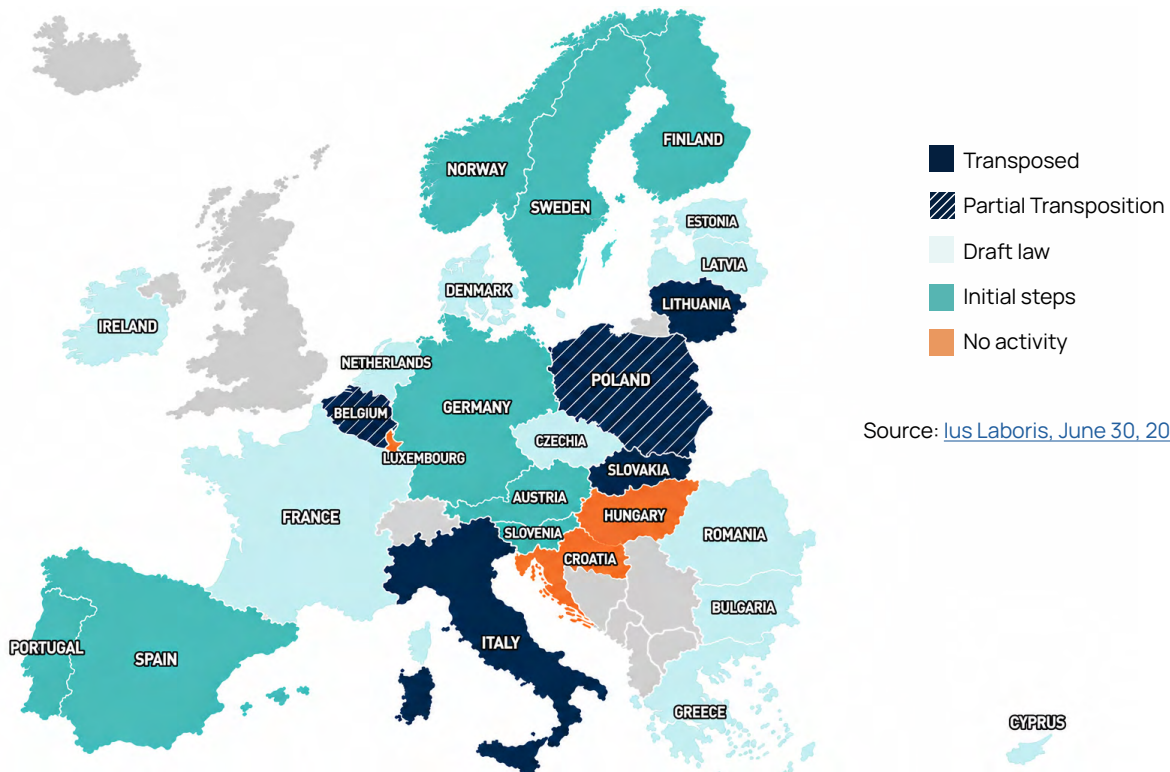 FINLAND
NORWAY
SWEDEN
ESTONIA
LATVIA
DENMARK
LITHUANIA
IRELAND
NETHERLANDS
POLAND
BELGIUM
GERMANY
CZECHIA
LUXEMBOURG
SLOVAKIA
AUSTRIA
FRANCE
HUNGARY
SLOVENIA
ROMANIA
CROATIA
BULGARIA
PORTUGAL
SPAIN
ITALY
GREECE
CYPRUS
Transposed
Partial Transposition
Draft law
Initial steps
No activity
Source: Ius Laboris, June 30, 20